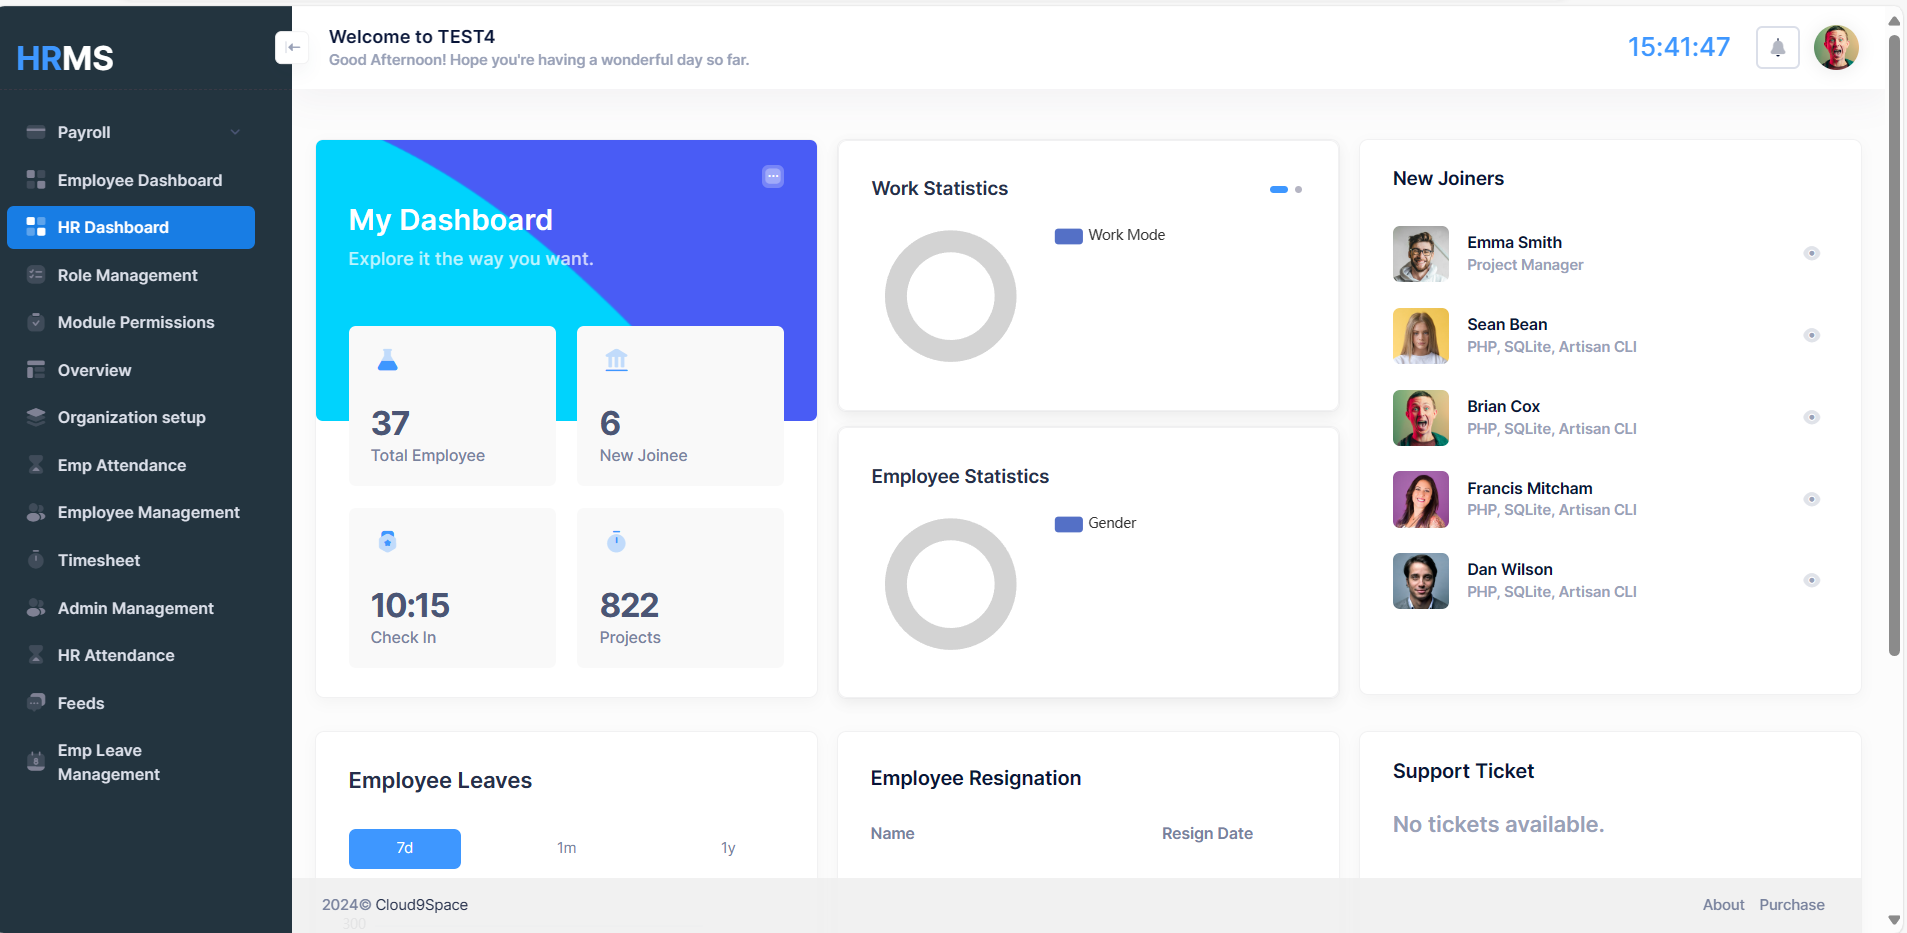 HRMS
Payroll
Employee Dashboard
HR Dashboard
Role Management
Module Permissions
Overview
Organization setup
Emp Attendance
Employee Management
Timesheet
Admin Management
HR Attendance
Feeds
Emp Leave
Management
Welcome to TEST4
Good Afternoon! Hope you're having a wonderful day so far.
15:41:47
My Dashboard
Explore it the way you want.
37
Total Employee
6
New Joinee
10:15
Check In
822
Projects
Work Statistics
Work Mode
Employee Statistics
Gender
New Joiners
Emma Smith
Project Manager
Sean Bean
PHP, SQLite, Artisan CLI
Brian Cox
PHP, SQLite, Artisan CLI
Francis Mitcham
PHP, SQLite, Artisan CLI
Dan Wilson
PHP, SQLite, Artisan CLI
Employee Leaves
7d 1m 1y
300
Employee Resignation
Name Resign Date
Support Ticket
No tickets available.
2024© Cloud9Space
About Purchase